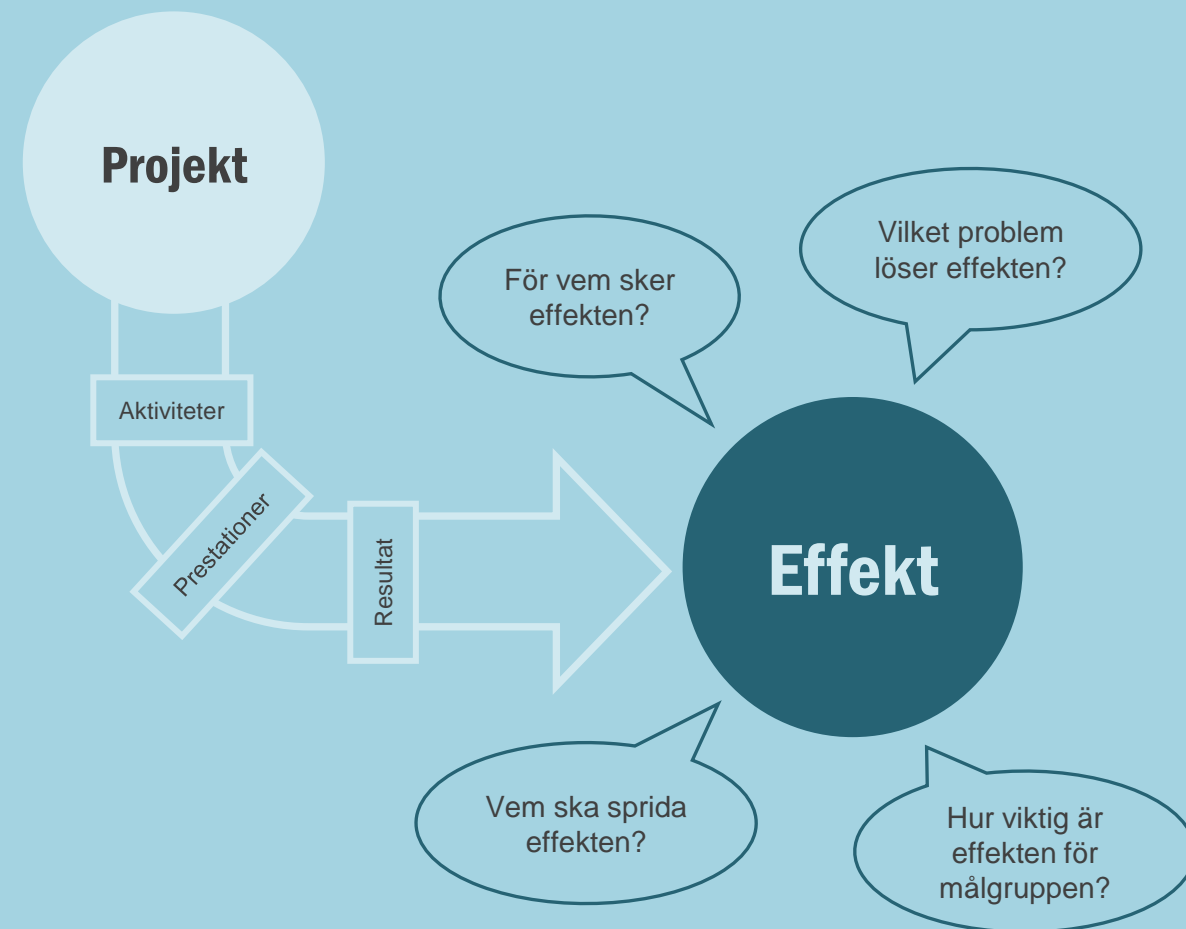 Projekt
Aktiviteter
Prestationer
Resultat
För vem sker
effekten?
Vilket problem
löser effekten?
Effekt
Vem ska sprida
effekten?
Hur viktig är
effekten för
målgruppen?